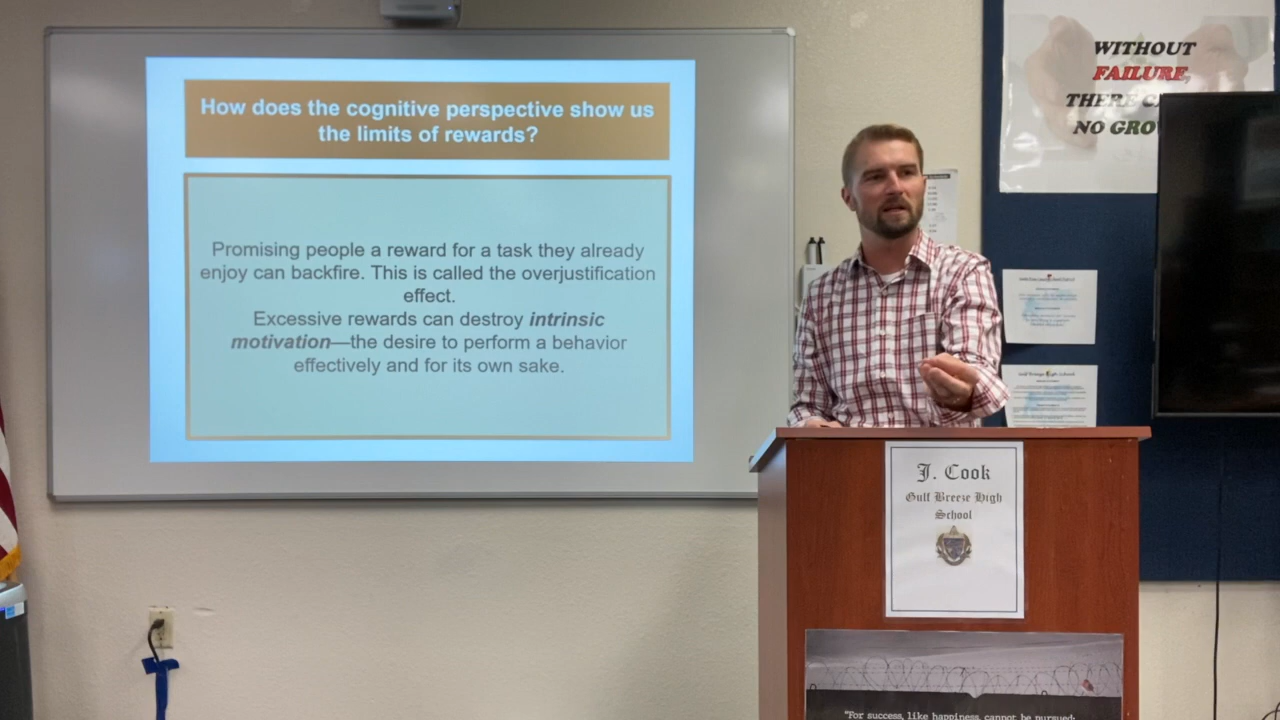 How does the cognitive perspective show us
the limits of rewards?
Promising people a reward for a task they already
enjoy can backfire. This is called the overjustification
effect.
Excessive rewards can destroy intrinsic
motivation—the desire to perform a behavior
effectively and for its own sake.
WITHOUT
FAILURE,
THERE
NO
J. Cook
Gulf Breeze High
School
"For success, like happiness, cannot be pursued;